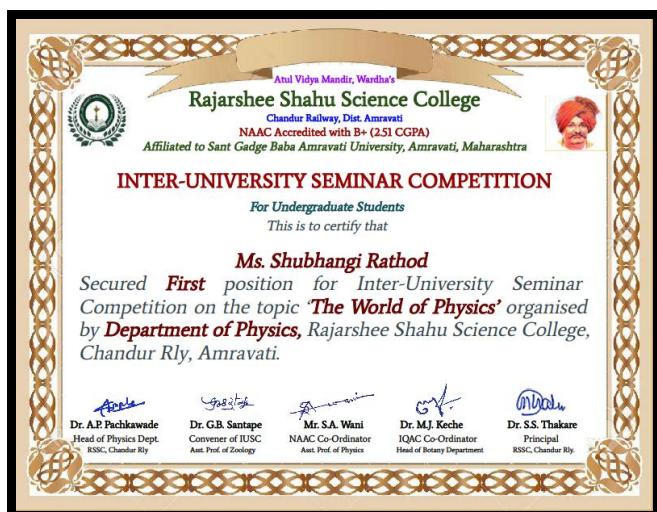 Atul Vidya Mandir, Wardha's
Rajarshee Shahu Science College
Chandur Railway, Dist. Amravati
NAAC Accredited with B+ (2.51 CGPA)
Affiliated to Sant Gadge Baba Amravati University, Amravati, Maharashtra
INTER-UNIVERSITY SEMINAR COMPETITION
For Undergraduate Students
This is to certify that
Ms. Shubhangi Rathod
Secured First position for Inter-University Seminar
Competition on the topic 'The World of Physics' organised
by Department of Physics, Rajarshee Shahu Science College,
Chandur Rly, Amravati.
Dr. A.P. Pachkawade Dr. G.B. Santape Mr. S.A. Wani Dr. M.J. Keche Dr. S.S. Thakare
Head of Physics Dept. Convener of IUSC NAAC Co-Ordinator IQAC Co-Ordinator Principal
RSSC, Chandur Rly Asst. Prof. of Zoology Asst. Prof. of Physics Head of Botany Department RSSC, Chandur Rly.